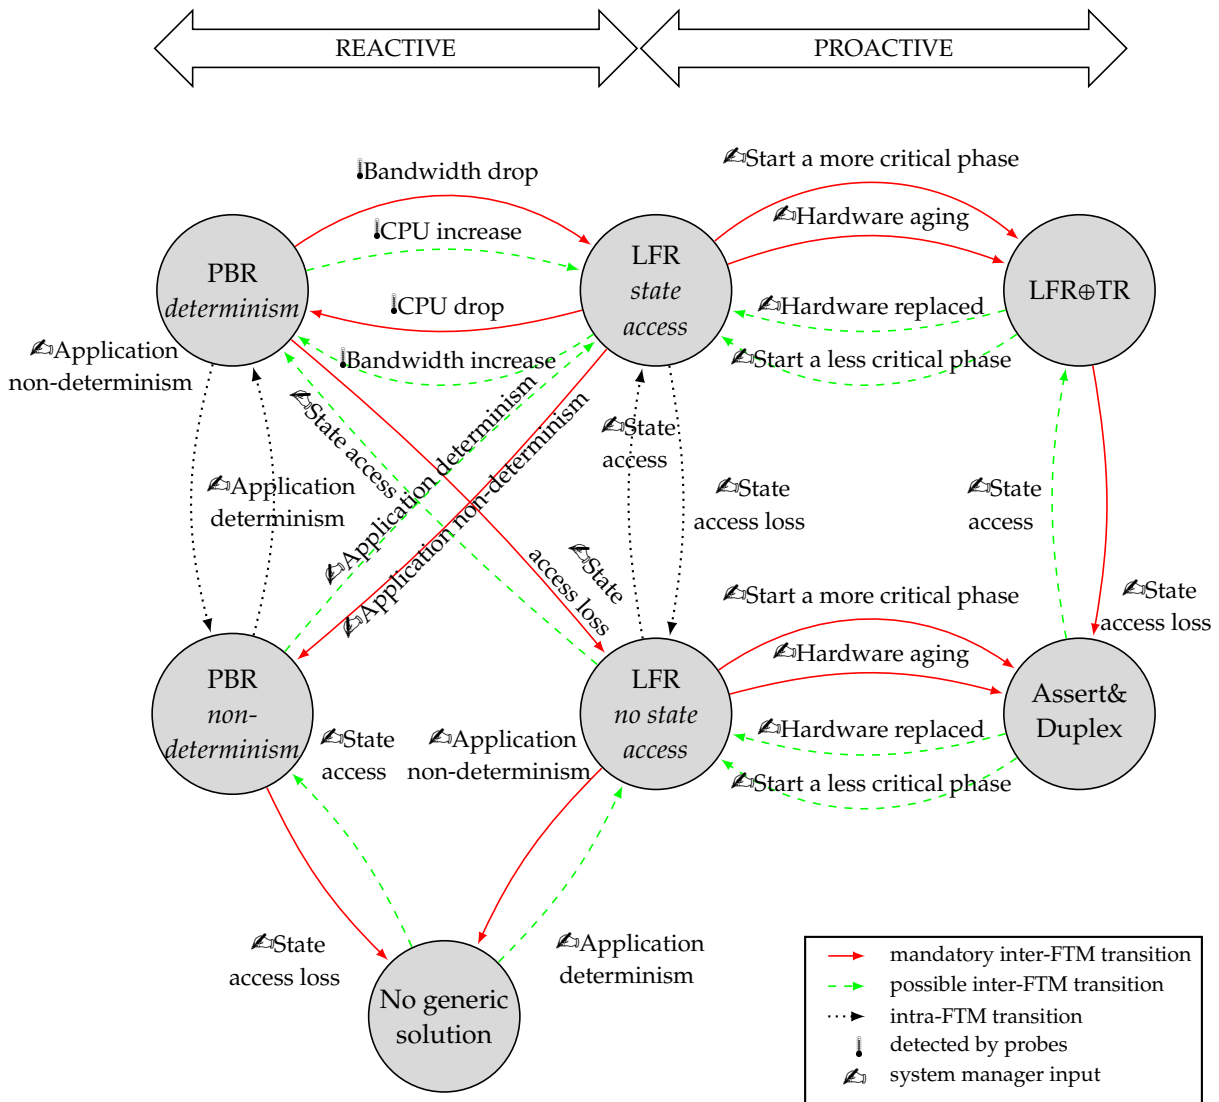 REACTIVE
PROACTIVE
✍Start a more critical phase
Bandwidth drop
✍Hardware aging
CPU increase
PBR
determinism
LFR
state
access
LFR⊕TR
CPU drop
✍Hardware replaced
✍Application
non-determinism
Bandwidth increase
✍Start a less critical phase
✍State access
✍Application determinism
✍Application non-determinism
✍State
access
✍Application
determinism
✍State
access loss
✍State
access
✍State
access loss
✍Start a more critical phase
✍State
access loss
✍Hardware aging
PBR
non-
determinism
LFR
no state
access
Assert&
Duplex
✍State
access
✍Application
non-determinism
✍Hardware replaced
✍Start a less critical phase
✍State
access loss
✍Application
determinism
No generic
solution
mandatory inter-FTM transition
possible inter-FTM transition
intra-FTM transition
detected by probes
✍ system manager input